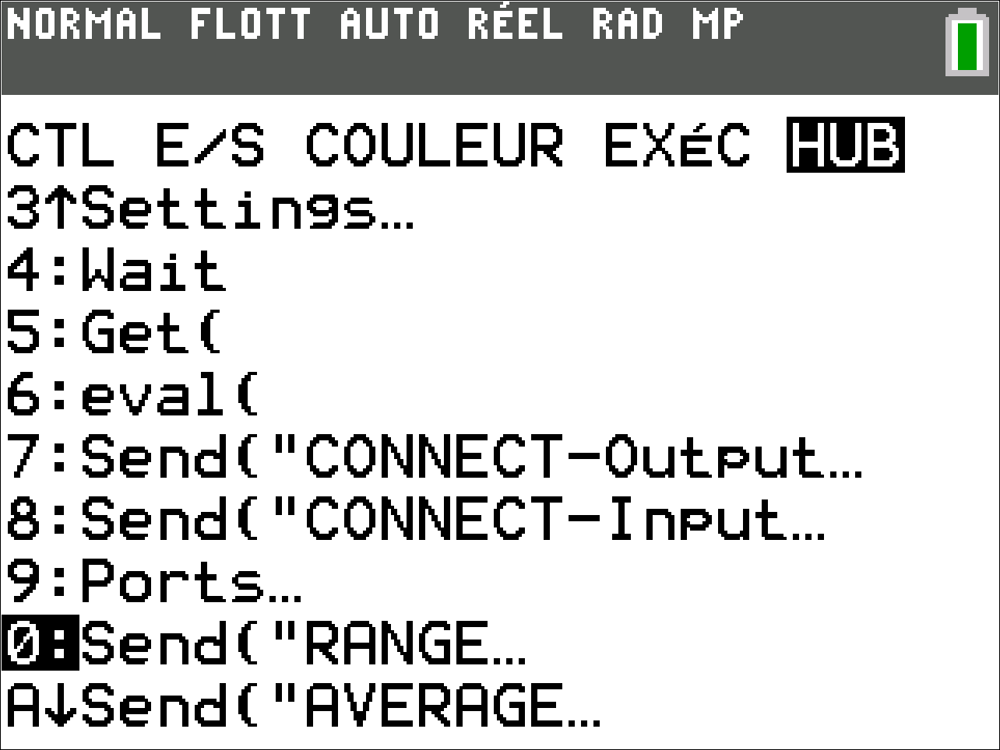 NORMAL FLOTT AUTO RÉEL RAD MP
CTL E/S COULEUR EXéC HUB
3↑Settings…
4:Wait
5:Get(
6:eval(
7:Send("CONNECT-Output…
8:Send("CONNECT-Input…
9:Ports…
0:Send("RANGE…
A↓Send("AVERAGE…